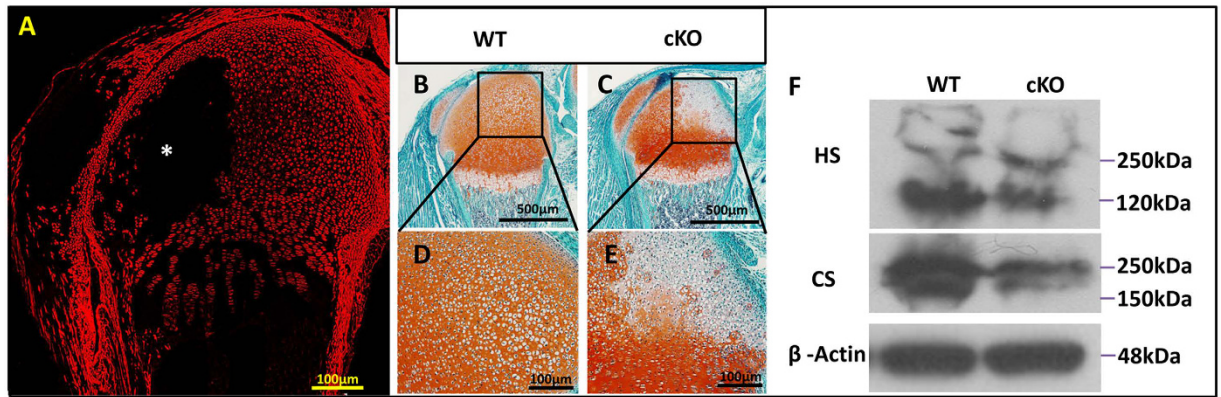 A
*
100μm
WT cKO
B
C
500μm
500μm
D
E
100μm
100μm
F
WT cKO
HS
250kDa
120kDa
CS
250kDa
150kDa
β -Actin
48kDa